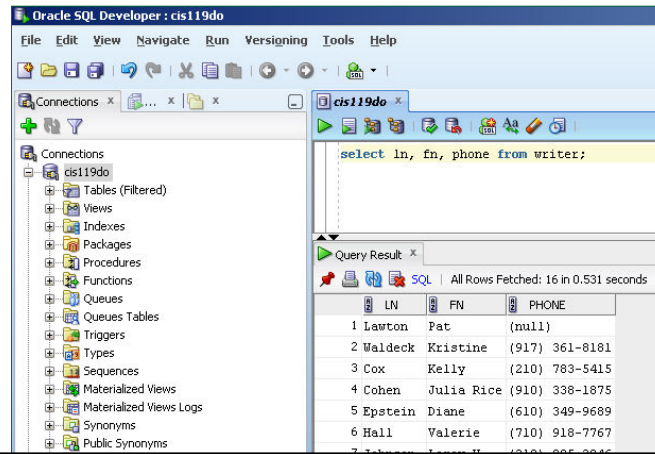 Oracle SQL Developer : cis119do
File Edit View Navigate Run Versioning Tools Help
Connections x ... x x
cis119do x
Connections
cis119do
Tables (Filtered)
Views
Indexes
Packages
Procedures
Functions
Queues
Queues Tables
Triggers
Types
Sequences
Materialized Views
Materialized Views Logs
Synonyms
Public Synonyms
select ln, fn, phone from writer;
Query Result x
SQL | All Rows Fetched: 16 in 0.531 seconds
LN FN PHONE
1 Lawton Pat (null)
2 Waldeck Kristine (917) 361-8181
3 Cox Kelly (210) 783-5415
4 Cohen Julia Rice (910) 338-1875
5 Epstein Diane (610) 349-9689
6 Hall Valerie (710) 918-7767